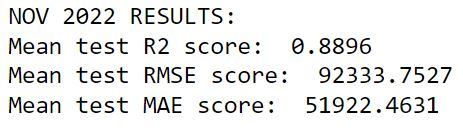 NOV 2022 RESULTS:
Mean test R2 score:  0.8896
Mean test RMSE score:  92333.7527
Mean test MAE score:  51922.4631